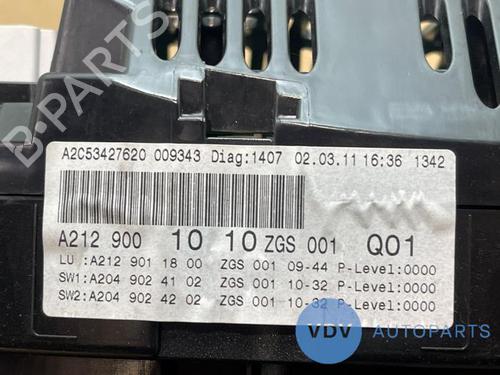 B-PARTS
A2C53427620 009343 Diag:1407 02.03.11 16:36 1342
A212 900 10 10 ZGS 001 Q01
LU :A212 901 18 00 ZGS 001 09-44 P-Level:0000
SW1:A204 902 41 02 ZGS 001 10-32 P-Level:0000
SW2:A204 902 42 02 ZGS 001 10-32 P-Level:0000
VDV AUTOPARTS